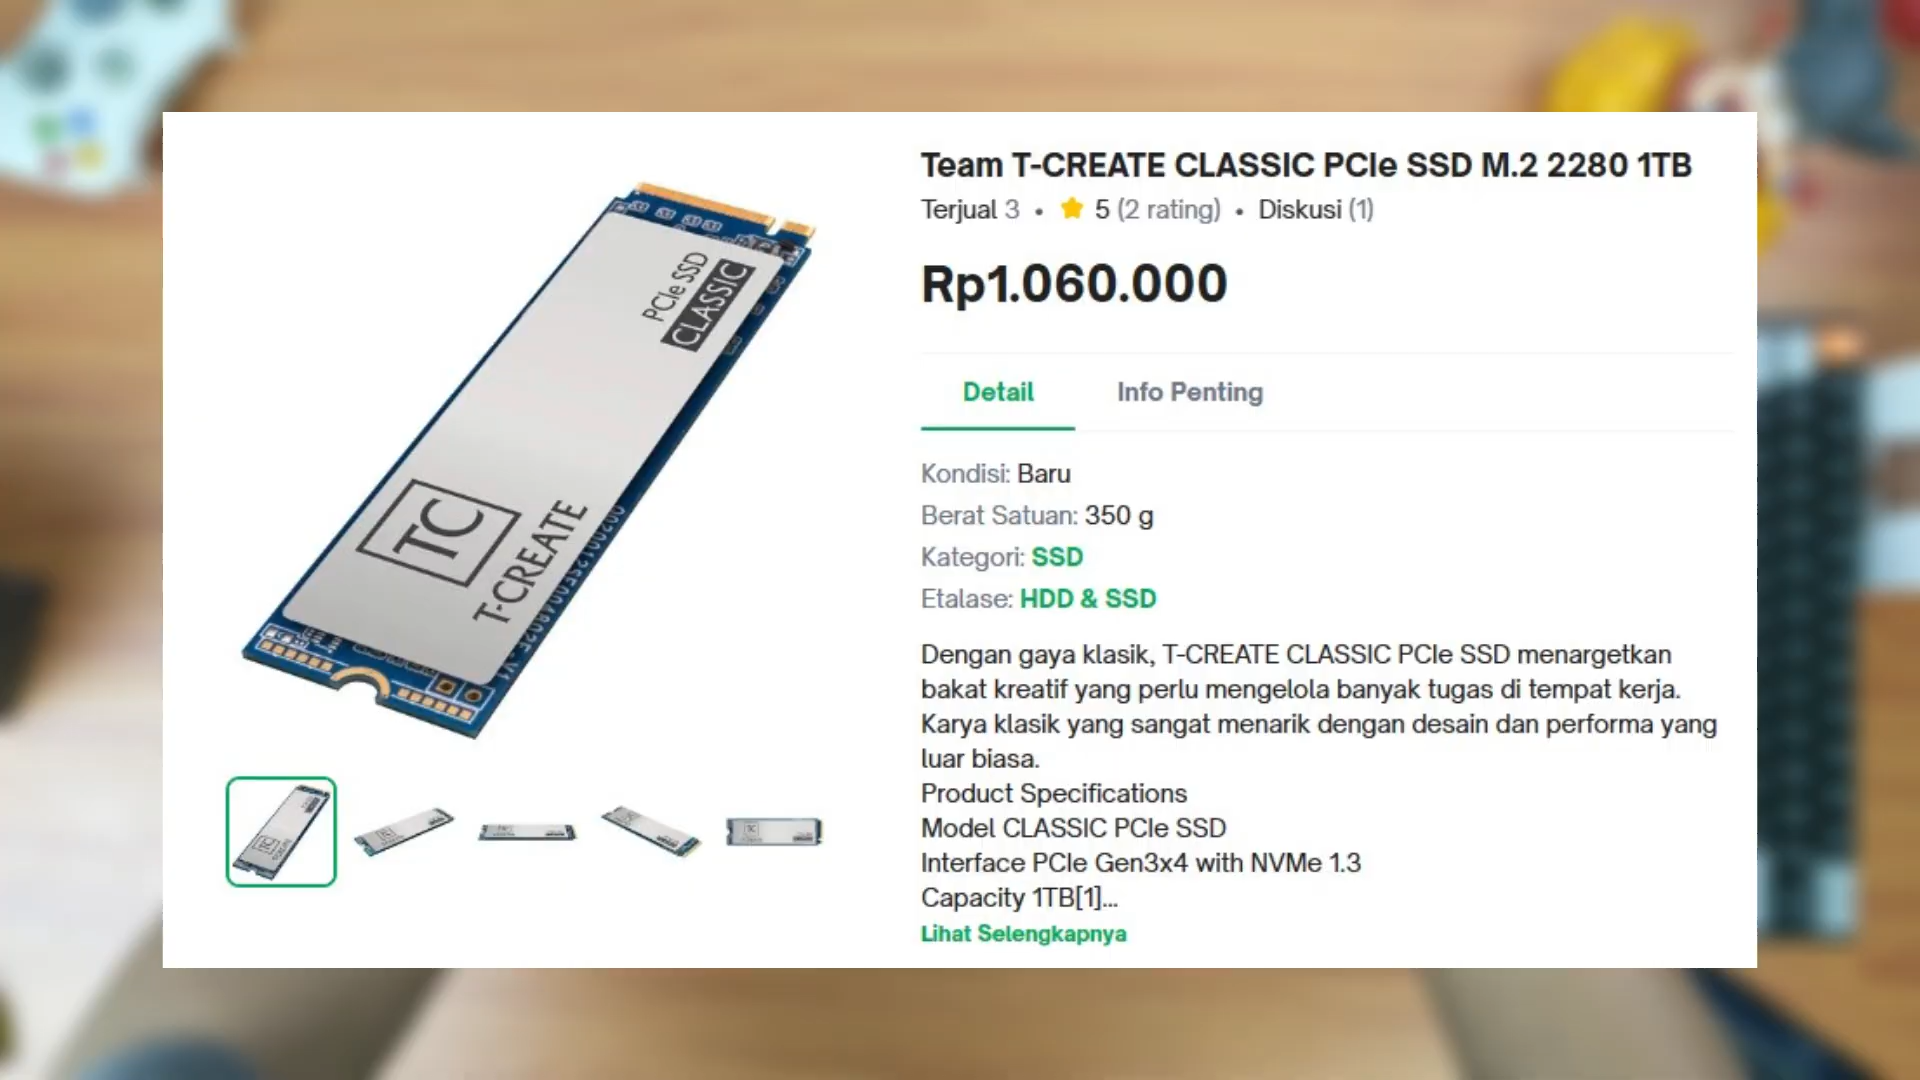 Team T-CREATE CLASSIC PCIe SSD M.2 2280 1TB
Terjual 3 • 5 (2 rating) • Diskusi (1)
Rp1.060.000
Detail Info Penting
Kondisi: Baru
Berat Satuan: 350 g
Kategori: SSD
Etalase: HDD & SSD
Dengan gaya klasik, T-CREATE CLASSIC PCIe SSD menargetkan
bakat kreatif yang perlu mengelola banyak tugas di tempat kerja.
Karya klasik yang sangat menarik dengan desain dan performa yang
luar biasa.
Product Specifications
Model CLASSIC PCIe SSD
Interface PCIe Gen3x4 with NVMe 1.3
Capacity 1TB[1]...
Lihat Selengkapnya
PCIe SSD
CLASSIC
TC
T-CREATE